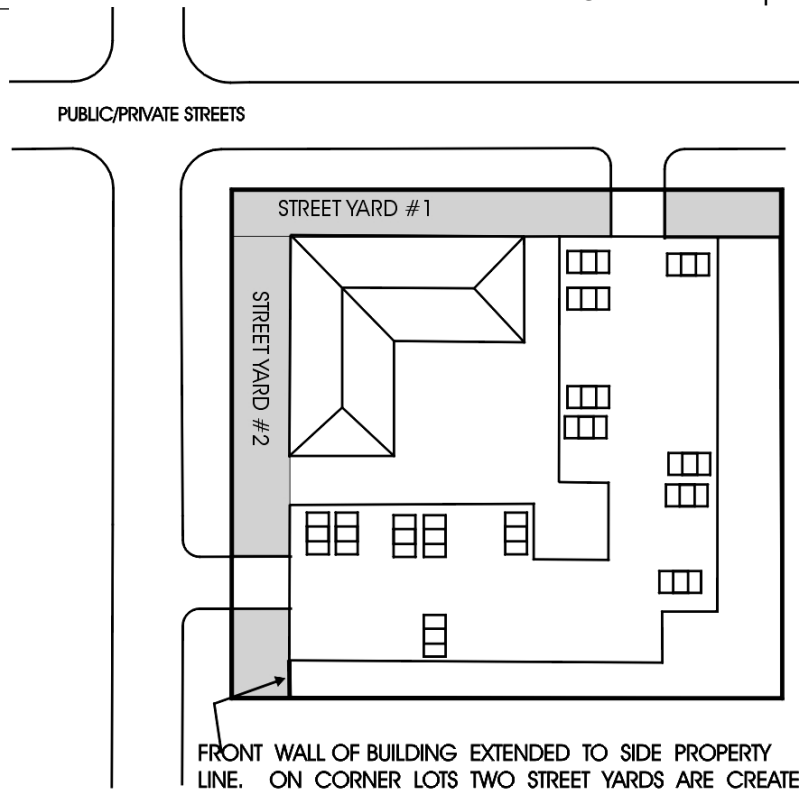 PUBLIC/PRIVATE STREETS
STREET YARD #1
STREET YARD #2
FRONT WALL OF BUILDING EXTENDED TO SIDE PROPERTY
LINE. ON CORNER LOTS TWO STREET YARDS ARE CREATE